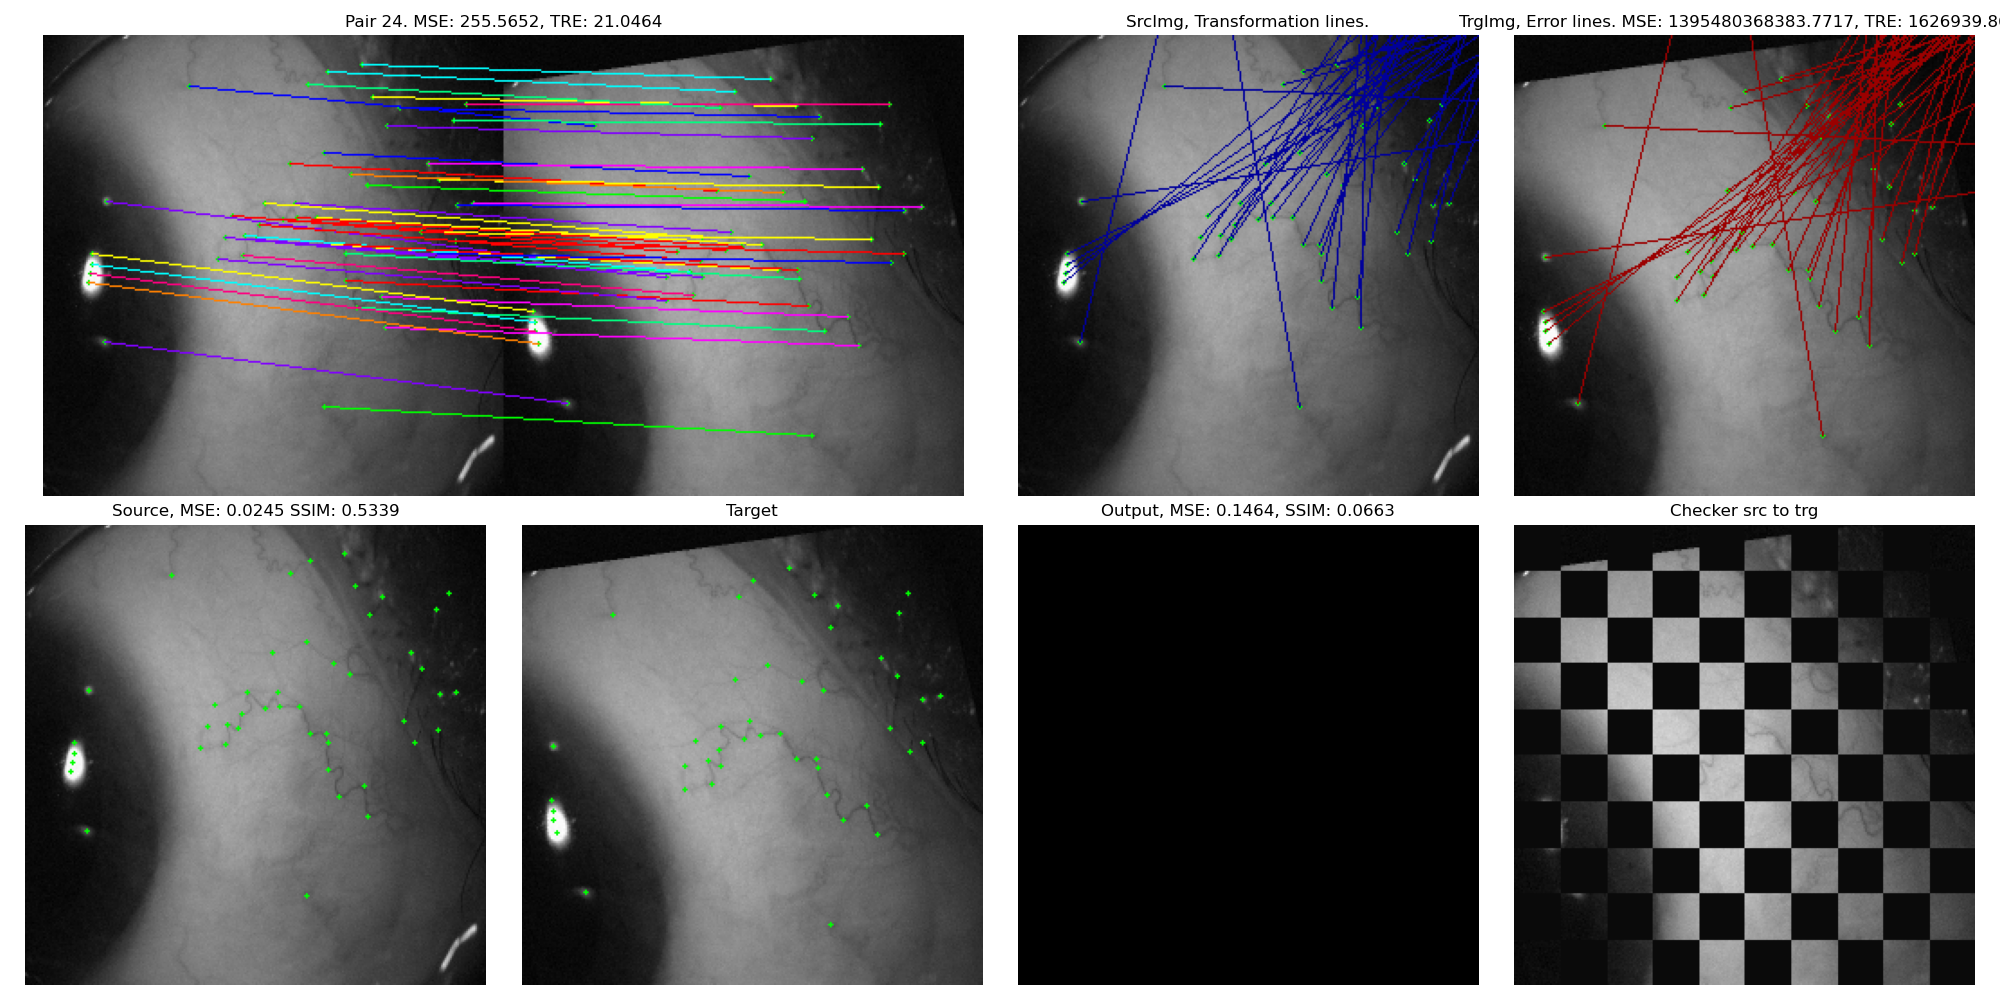 Pair 24. MSE: 255.5652, TRE: 21.0464
SrcImg, Transformation lines.
TrgImg, Error lines. MSE: 1395480368383.7717, TRE: 1626939.8
Source, MSE: 0.0245 SSIM: 0.5339
Target
Output, MSE: 0.1464, SSIM: 0.0663
Checker src to trg